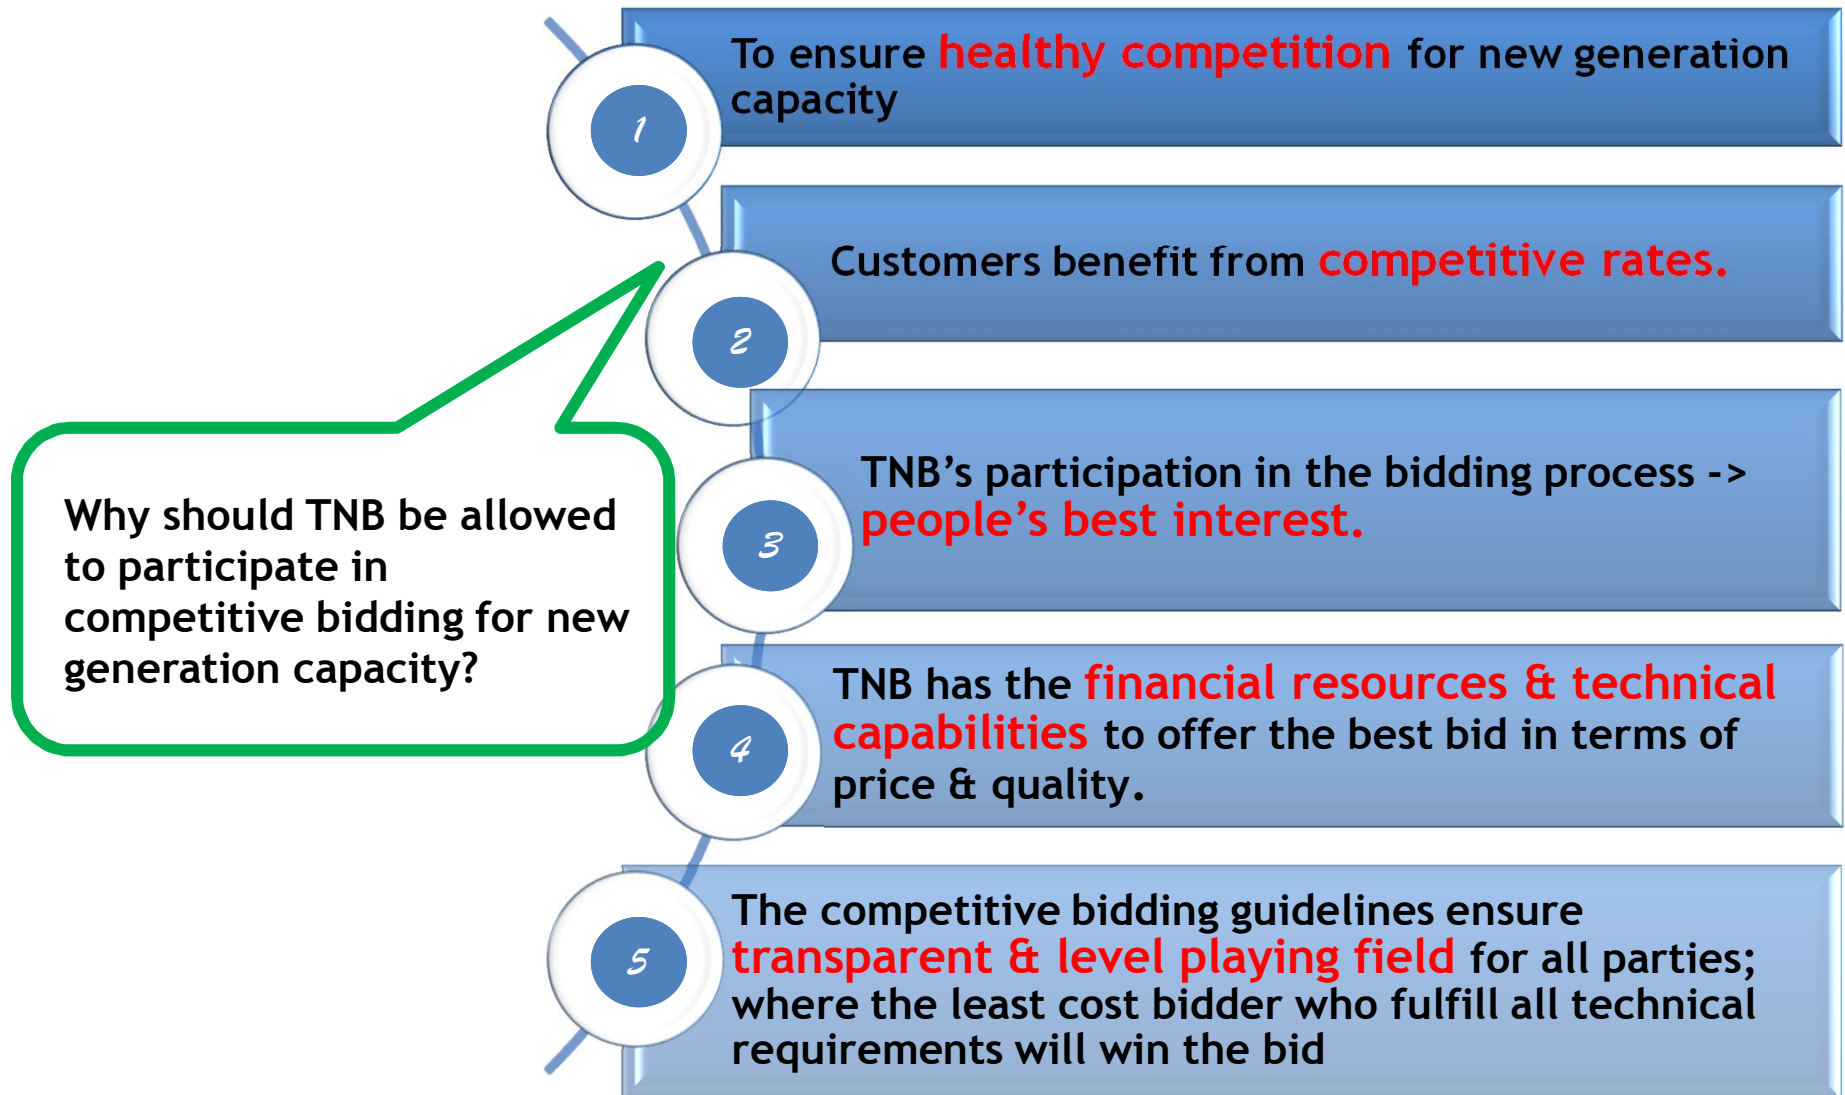 To ensure healthy competition for new generation
capacity
1
Customers benefit from competitive rates.
2
TNB’s participation in the bidding process ->
people’s best interest.
3
Why should TNB be allowed
to participate in
competitive bidding for new
generation capacity?
TNB has the financial resources & technical
capabilities to offer the best bid in terms of
price & quality.
4
The competitive bidding guidelines ensure
transparent & level playing field for all parties;
where the least cost bidder who fulfill all technical
requirements will win the bid
5